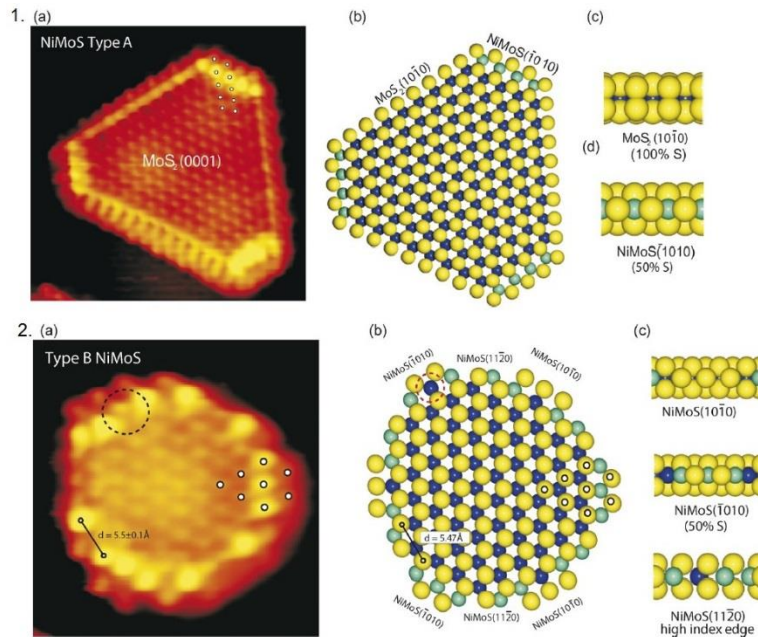 1. (a)
NiMoS Type A
MoS₂ (0001)
(b)
MoS₂(101̄0)
NiMoS(1̄010)
(c)
MoS₂(101̄0)
(100% S)
(d)
NiMoS(1̄010)
(50% S)
2. (a)
Type B NiMoS
d = 5.5±0.1Å
(b)
NiMoS(1̄010)
NiMoS(112̄0)
NiMoS(101̄0)
d = 5.47Å
NiMoS(1̄010)
NiMoS(112̄0)
NiMoS(101̄0)
(c)
NiMoS(101̄0)
NiMoS(1̄010)
(50% S)
NiMoS(112̄0)
high index edge